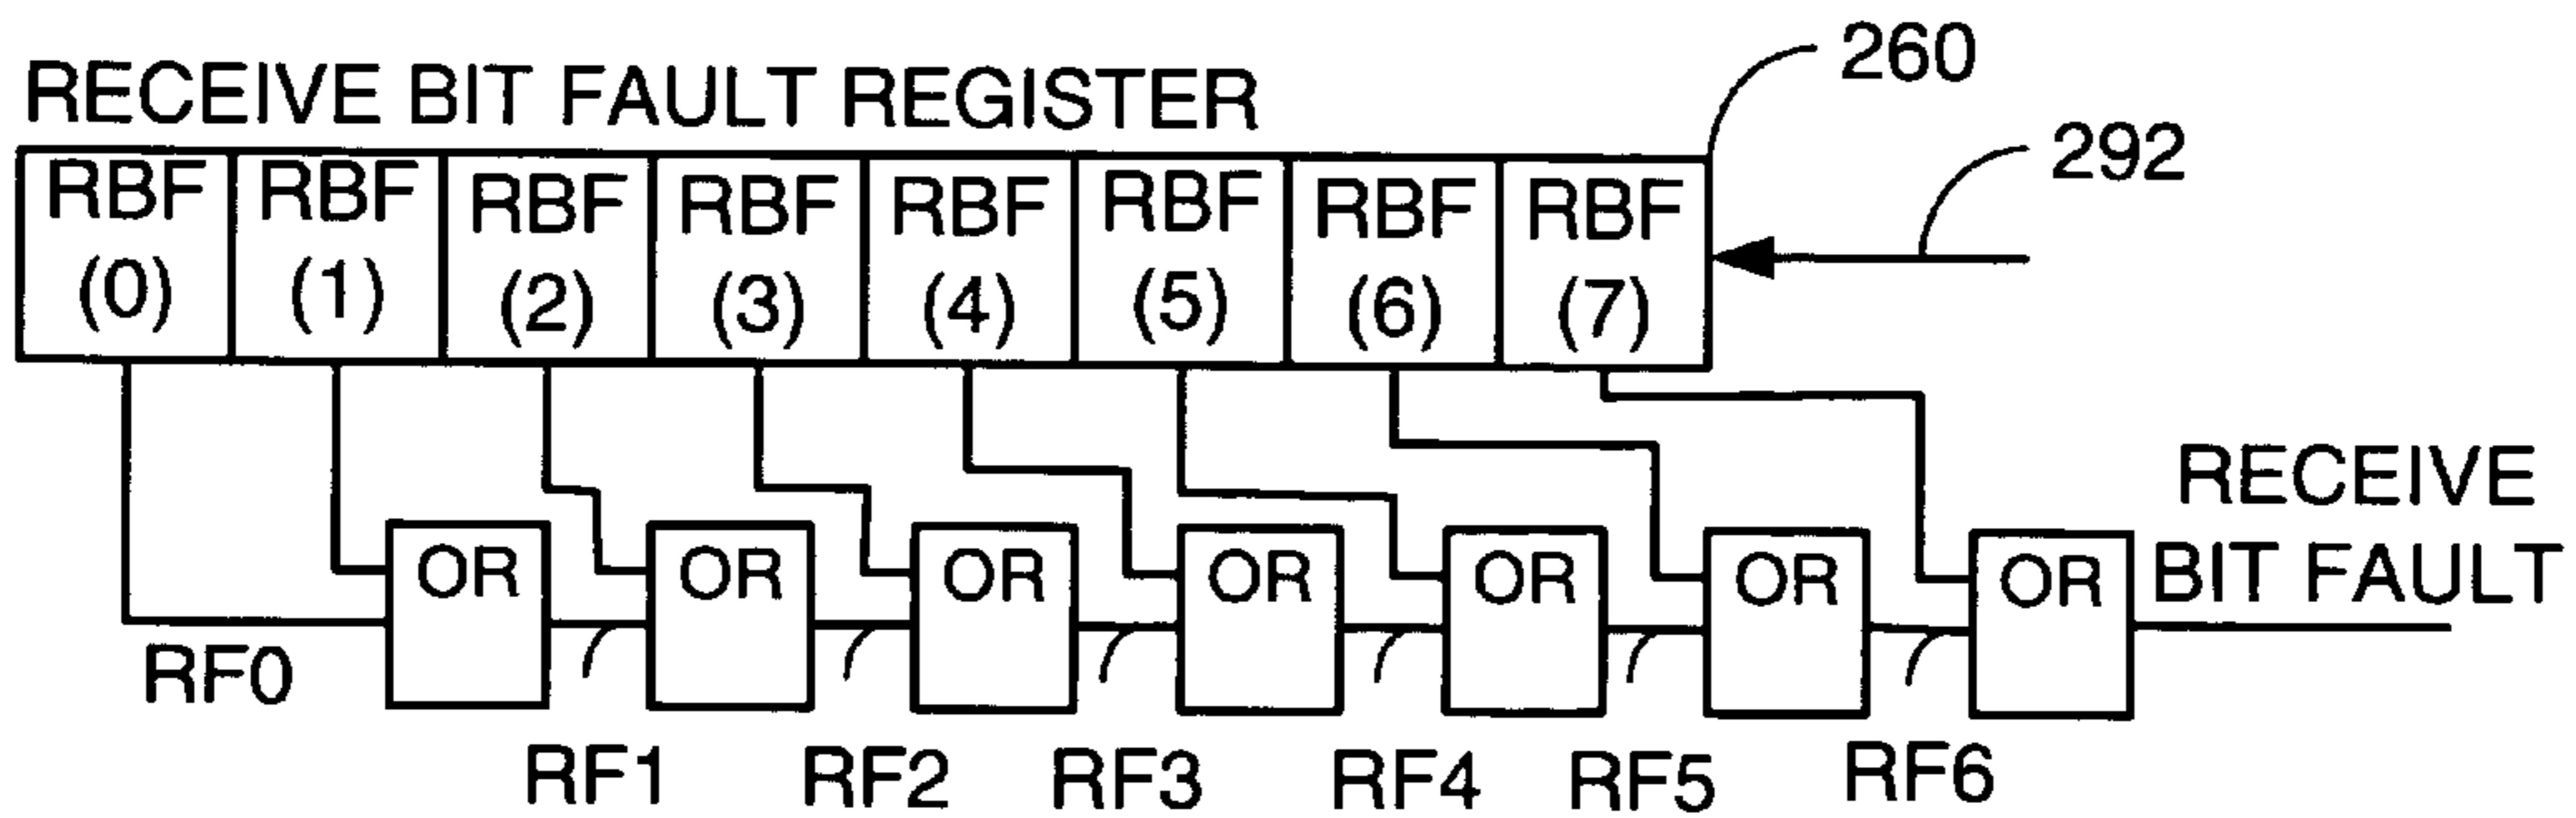 260
RECEIVE BIT FAULT REGISTER
292
RBF RBF RBF RBF RBF RBF RBF RBF
(0) (1) (2) (3) (4) (5) (6) (7)
RECEIVE
BIT FAULT
OR OR OR OR OR OR OR
RF0
RF1 RF2 RF3 RF4 RF5 RF6